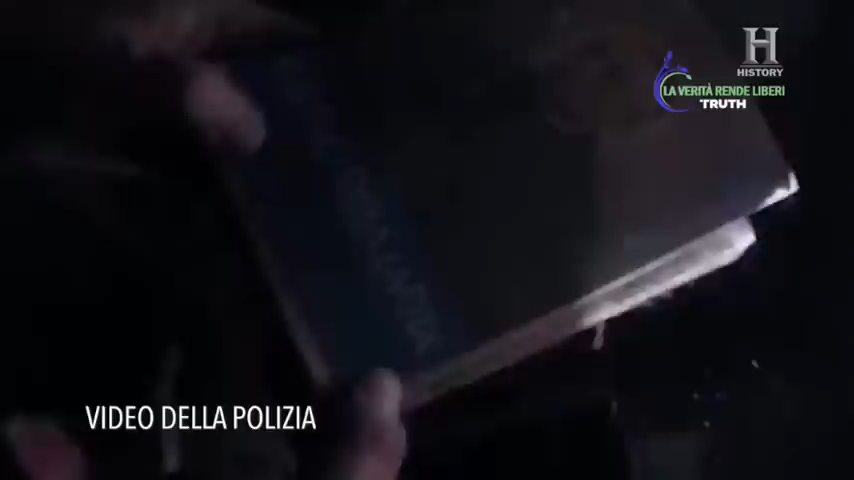 H
HISTORY
LA VERITÀ RENDE LIBERI
TRUTH
VIDEO DELLA POLIZIA